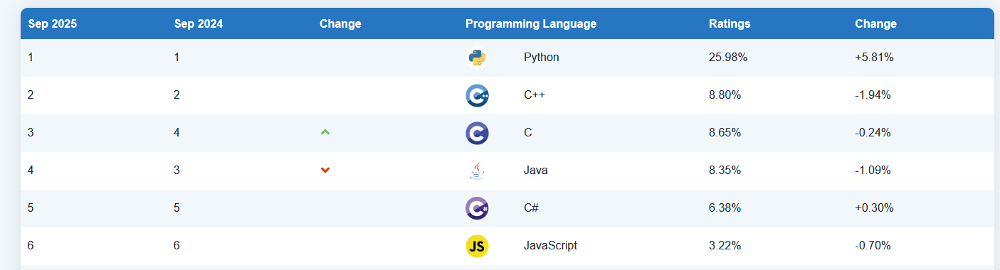 Sep 2025 Sep 2024 Change Programming Language Ratings Change
1 1 Python 25.98% +5.81%
2 2 C++ 8.80% -1.94%
3 4 C 8.65% -0.24%
4 3 Java 8.35% -1.09%
5 5 C# 6.38% +0.30%
6 6 JS JavaScript 3.22% -0.70%